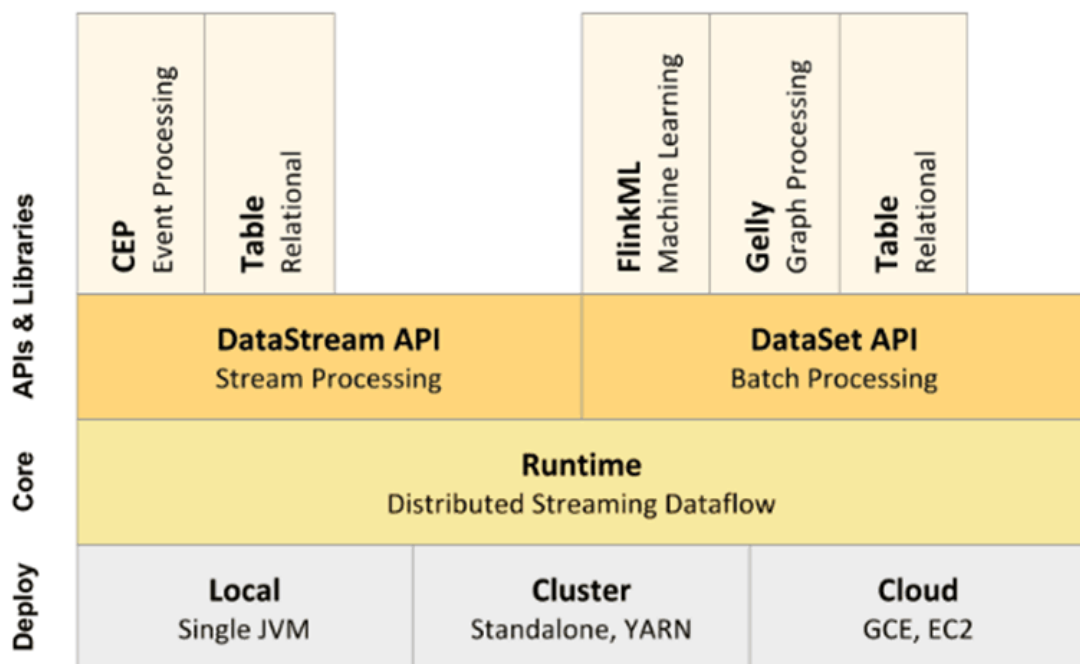 APIs & Libraries
CEP
Event Processing
Table
Relational
FlinkML
Machine Learning
Gelly
Graph Processing
Table
Relational
DataStream API
Stream Processing
DataSet API
Batch Processing
Core
Runtime
Distributed Streaming Dataflow
Deploy
Local
Single JVM
Cluster
Standalone, YARN
Cloud
GCE, EC2